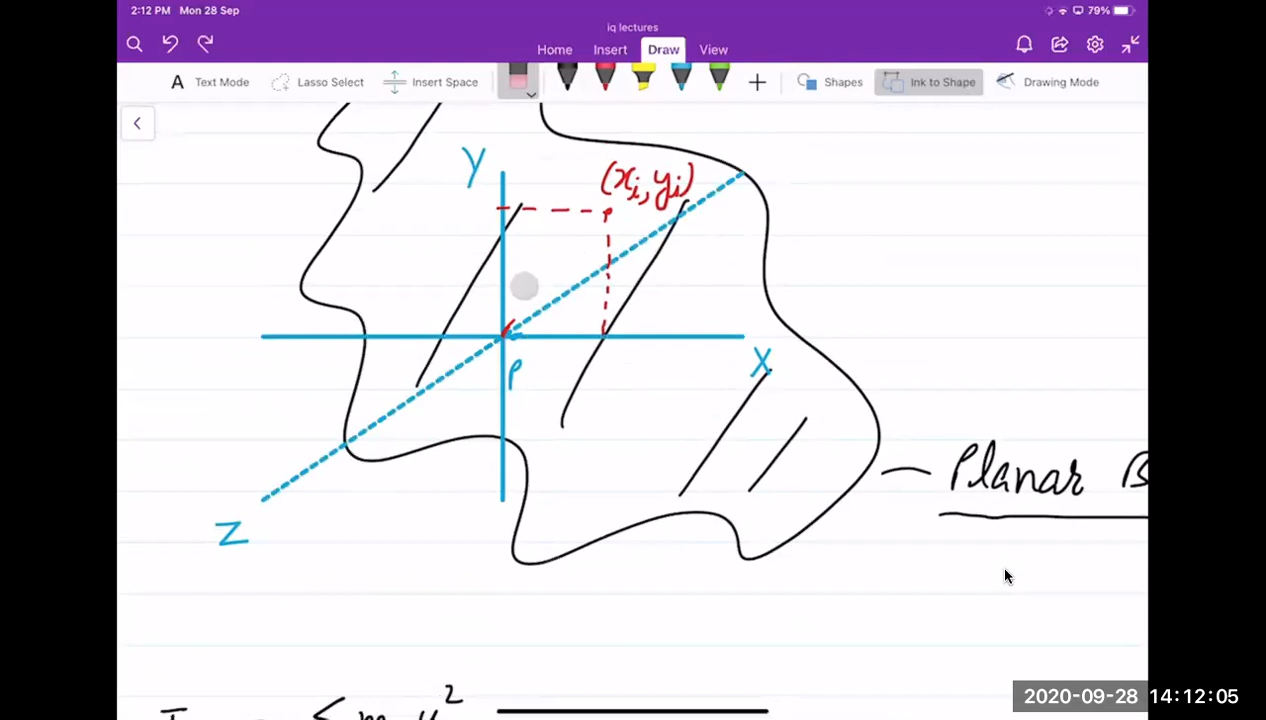 2:12 PM Mon 28 Sep
79%
iq lectures
Home Insert Draw View
A Text Mode Lasso Select Insert Space Shapes Ink to Shape Drawing Mode
Y
(xi, yi)
P
X
Planar B
Z
2020-09-28 14:12:05